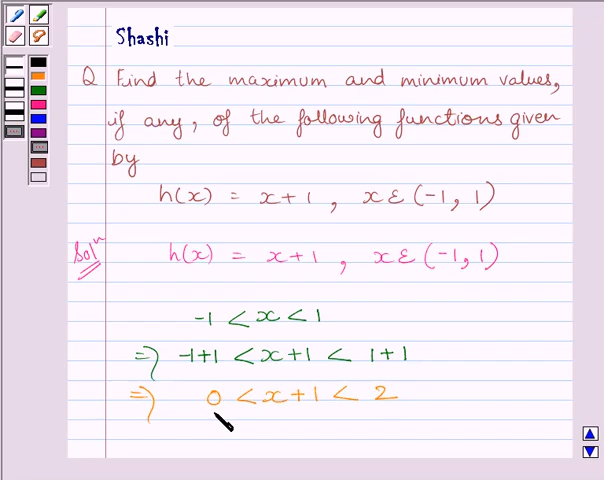 Shashi
Q Find the maximum and minimum values,
if any, of the following functions given
by
h(x) = x+1, x ε (-1, 1)
Solⁿ h(x) = x+1, x ε (-1, 1)
-1 < x < 1
=> -1+1 < x+1 < 1+1
=> 0 < x+1 < 2